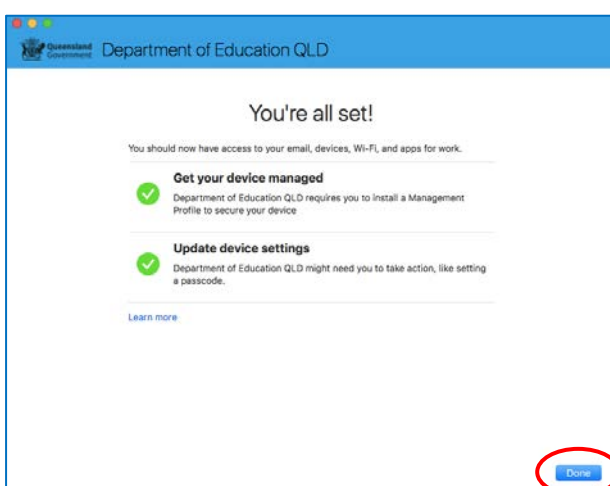 Queensland
Government
Department of Education QLD
You're all set!
You should now have access to your email, devices, Wi-Fi, and apps for work.
Get your device managed
Department of Education QLD requires you to install a Management
Profile to secure your device
Update device settings
Department of Education QLD might need you to take action, like setting
a passcode.
Learn more
Done